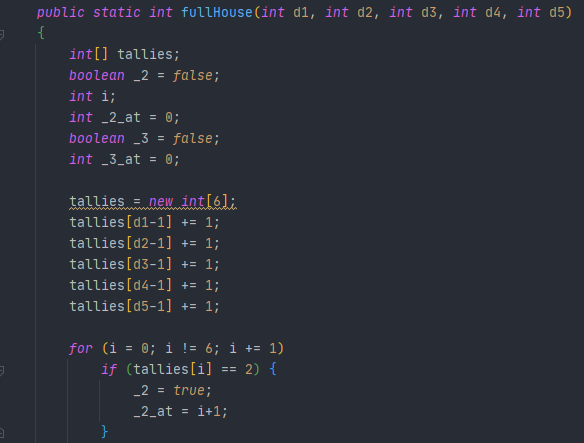 public static int fullHouse(int d1, int d2, int d3, int d4, int d5)
{
int[] tallies;
boolean _2 = false;
int i;
int _2_at = 0;
boolean _3 = false;
int _3_at = 0;
tallies = new int[6];
tallies[d1-1] += 1;
tallies[d2-1] += 1;
tallies[d3-1] += 1;
tallies[d4-1] += 1;
tallies[d5-1] += 1;
for (i = 0; i != 6; i += 1)
if (tallies[i] == 2) {
_2 = true;
_2_at = i+1;
}